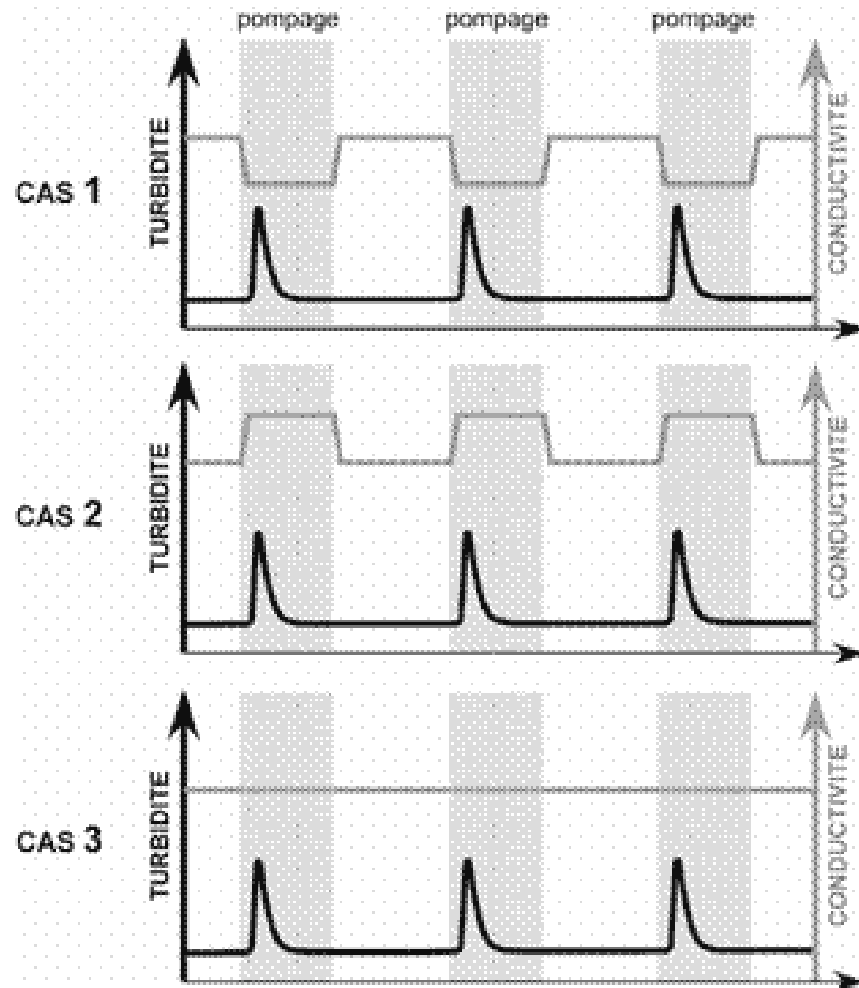 pompage pompage pompage
CAS 1
TURBIDITE
CONDUCTIVITE
CAS 2
TURBIDITE
CONDUCTIVITE
CAS 3
TURBIDITE
CONDUCTIVITE